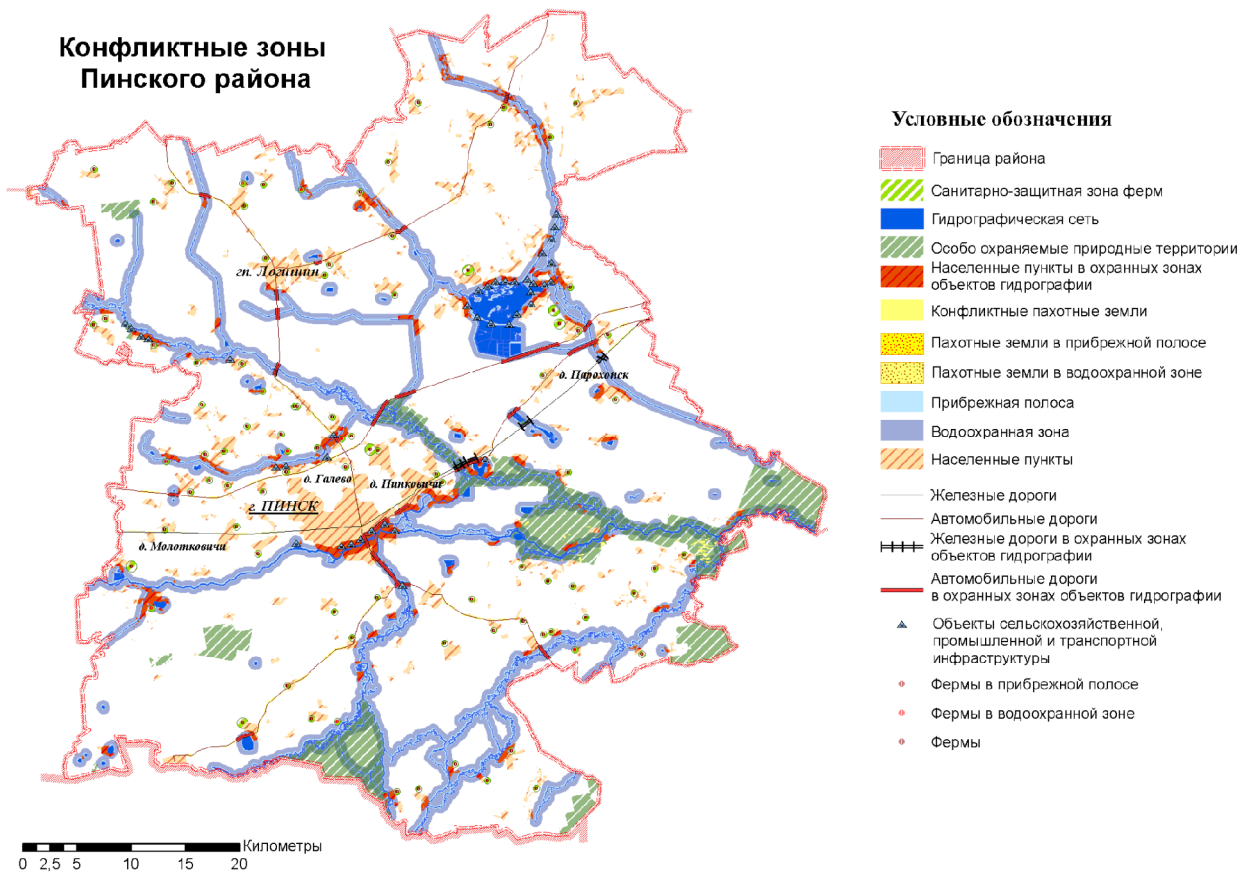 Конфликтные зоны
Пинского района
гп. Логишин
д. Парохонск
д. Галево
д. Пинковичи
г. ПИНСК
д. Молотковичи
Километры
0 2,5 5 10 15 20
Условные обозначения
Граница района
Санитарно-защитная зона ферм
Гидрографическая сеть
Особо охраняемые природные территории
Населенные пункты в охранных зонах
объектов гидрографии
Конфликтные пахотные земли
Пахотные земли в прибрежной полосе
Пахотные земли в водоохранной зоне
Прибрежная полоса
Водоохранная зона
Населенные пункты
Железные дороги
Автомобильные дороги
Железные дороги в охранных зонах
объектов гидрографии
Автомобильные дороги
в охранных зонах объектов гидрографии
Объекты сельскохозяйственной,
промышленной и транспортной
инфраструктуры
Фермы в прибрежной полосе
Фермы в водоохранной зоне
Фермы